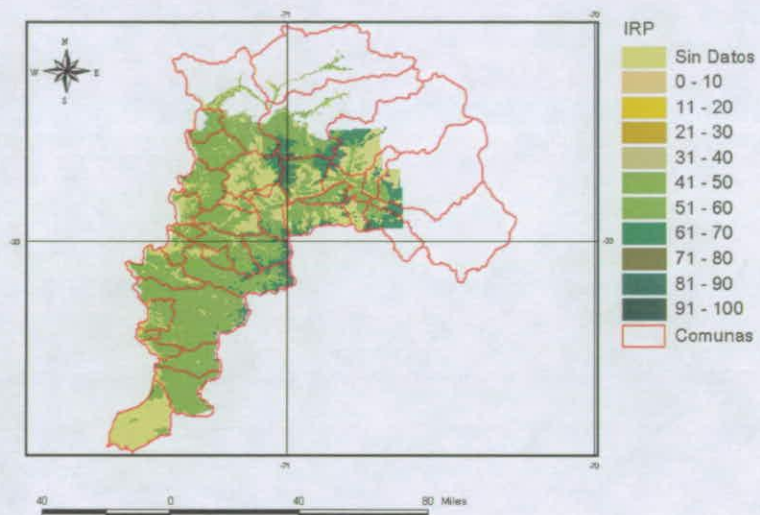 IRP
Sin Datos
0 - 10
11 - 20
21 - 30
31 - 40
41 - 50
51 - 60
61 - 70
71 - 80
81 - 90
91 - 100
Comunas
N
W E
S
-71
-70
-33
-33
-71
-70
40 0 40 80 Miles